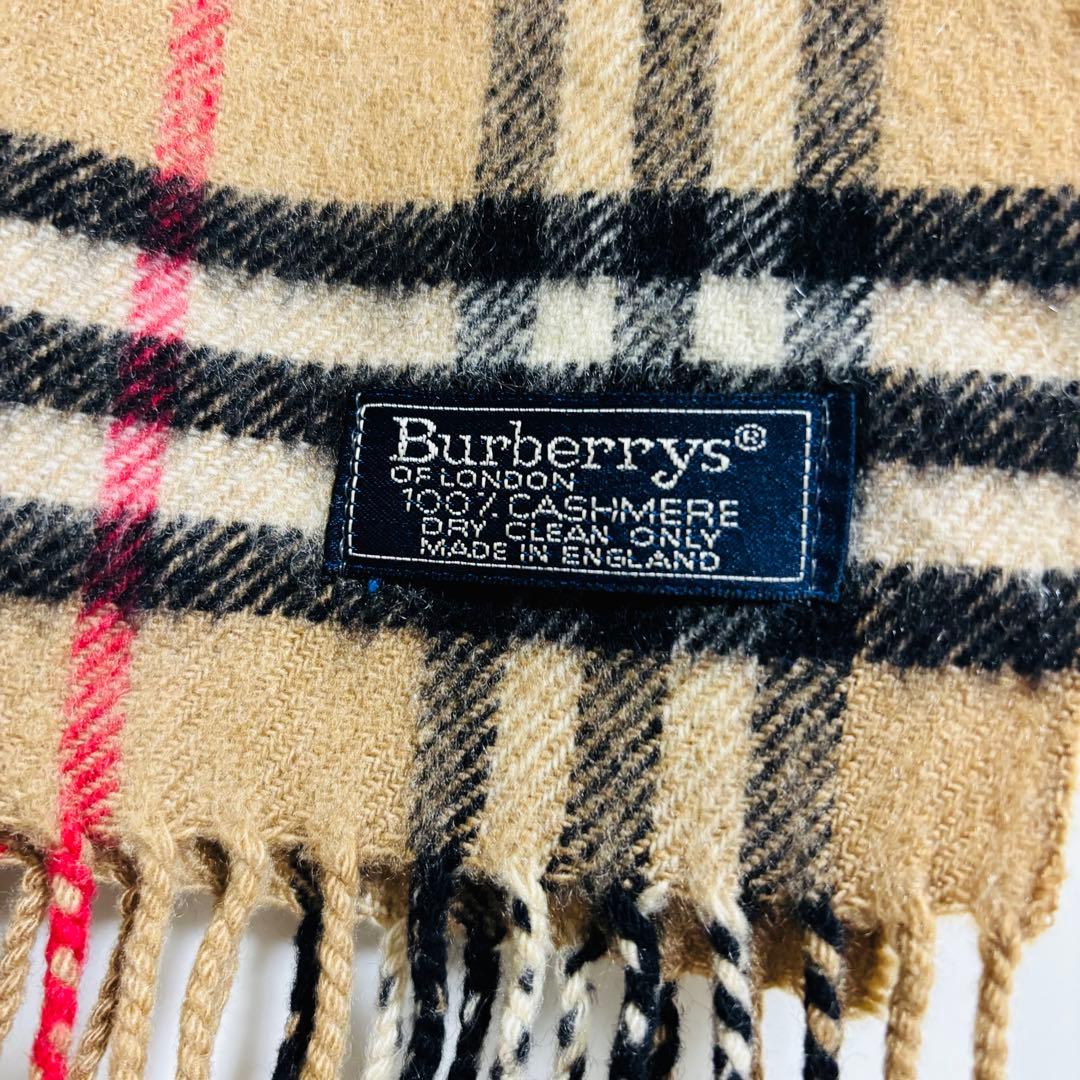 Burberrys®
OF LONDON
100% CASHMERE
DRY CLEAN ONLY
MADE IN ENGLAND